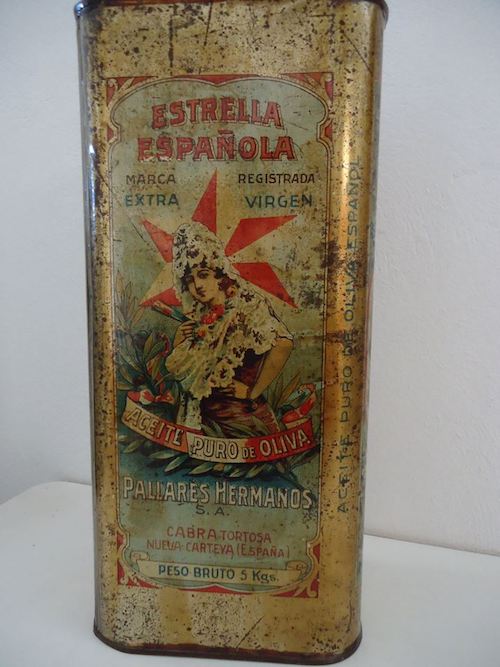 ESTRELLA
ESPAÑOLA
MARCA REGISTRADA
EXTRA VIRGEN
ACEITE PURO DE OLIVA
PALLARÈS HERMANOS
S.A.
CABRA-TORTOSA
NUEVA-CARTEYA (ESPAÑA)
PESO BRUTO 5 Kgs.
ACEITE PURO DE OLIVA ESPAÑOL